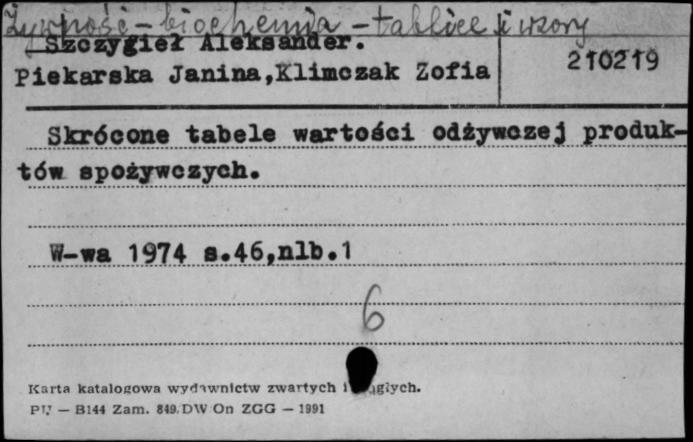 Żywność – biochemia – tablice i wzory
Szczygieł Aleksander.
Piekarska Janina,Klimczak Zofia
210219
Skrócone tabele wartości odżywczej produk-
tów spożywczych.
W-wa 1974 s.46,nlb.1
6
Karta katalogowa wydawnictw zwartych i
PU — B144 Zam. 849. DW On ZGG — 1991